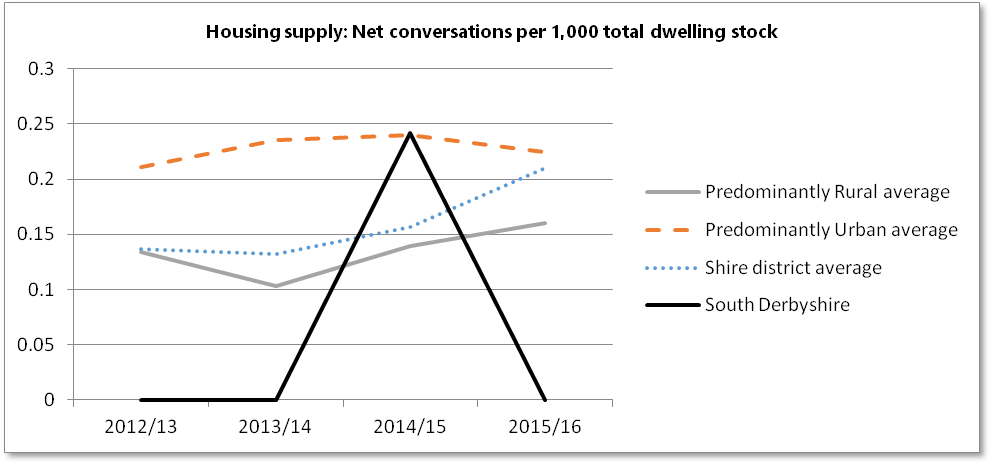 Housing supply: Net conversations per 1,000 total dwelling stock
0.3
0.25
0.2
0.15
0.1
0.05
0
2012/13
2013/14
2014/15
2015/16
Predominantly Rural average
Predominantly Urban average
Shire district average
South Derbyshire